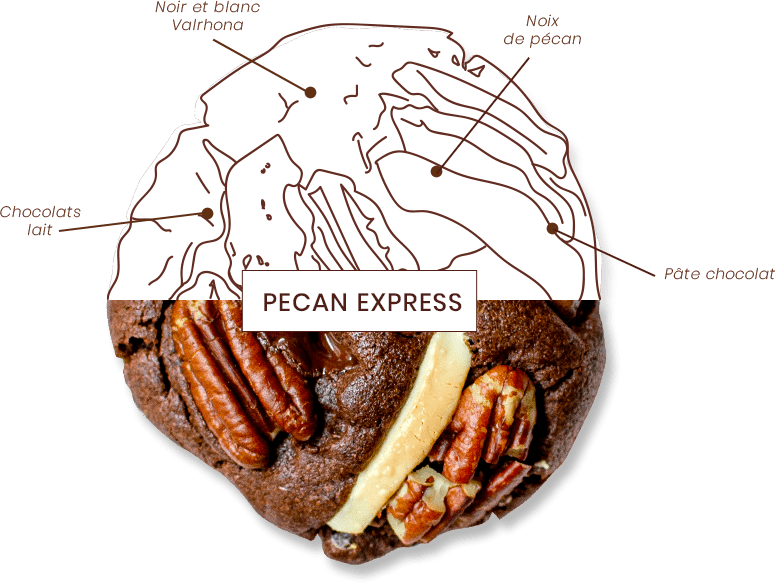 Noir et blanc
Valrhona
Noix
de pécan
Chocolats
lait
Pâte chocolat
PECAN EXPRESS